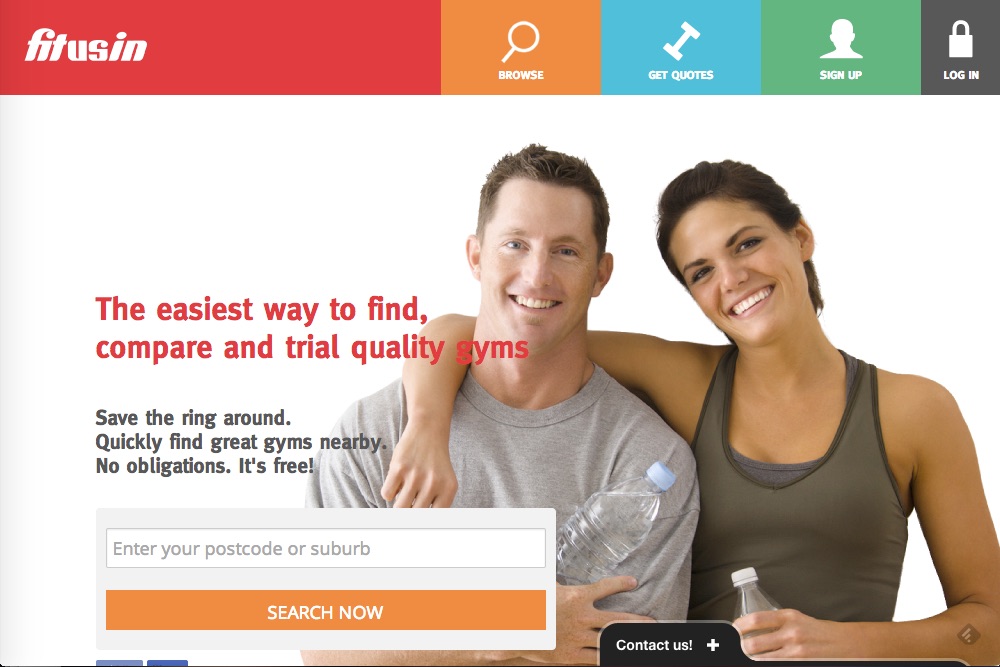 fitusin
BROWSE
GET QUOTES
SIGN UP
LOG IN
The easiest way to find,
compare and trial quality gyms
Save the ring around.
Quickly find great gyms nearby.
No obligations. It's free!
Enter your postcode or suburb
SEARCH NOW
Contact us! +